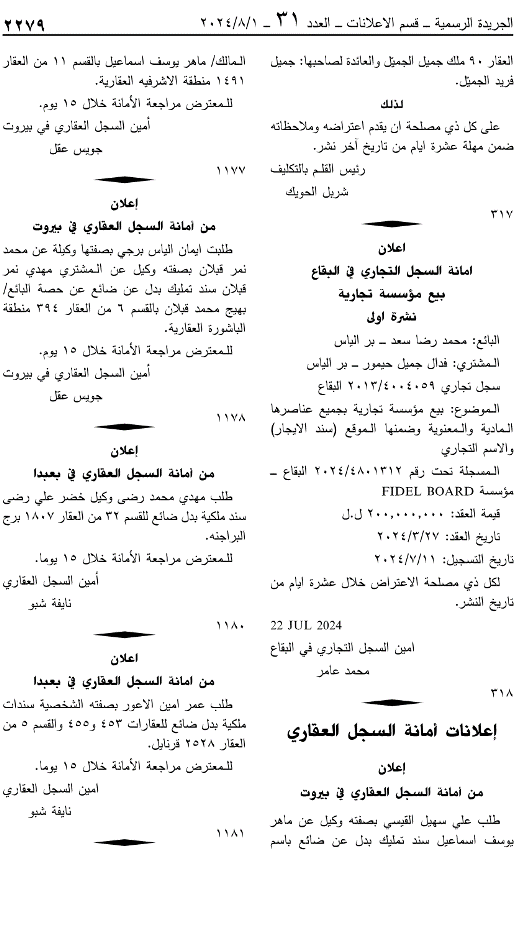 الجريدة الرسمية ــ قسم الاعلانات ــ العدد ٣١ ــ ٢٠٢٤/٨/١
٢٢٧٩
العقار ٩٠ ملك جميل الجميّل والعائدة لصاحبها: جميل
فريد الجميّل.
لذلك
على كل ذي مصلحة ان يقدم اعتراضه وملاحظاته
ضمن مهلة عشرة ايام من تاريخ آخر نشر.
رئيس القلم بالتكليف
شربل الحويك
٣١٧
اعلان
امانة السجل التجاري في البقاع
بيع مؤسسة تجارية
نشرة اولى
البائع: محمد رضا سعد ــ بر الياس
المشتري: فدال جميل حيمور ــ بر الياس
سجل تجاري ٢٠١٣/٤٠٠٤٠٥٩ البقاع
الموضوع: بيع مؤسسة تجارية بجميع عناصرها
المادية والمعنوية وضمنها الموقع (سند الايجار)
والاسم التجاري
المسجلة تحت رقم ٢٠٢٤/٤٨٠١٣١٢ البقاع ــ
مؤسسة FIDEL BOARD
قيمة العقد: ٢٠٠,٠٠٠,٠٠٠ ل.ل
تاريخ العقد: ٢٠٢٤/٣/٢٧
تاريخ التسجيل: ٢٠٢٤/٧/١١
لكل ذي مصلحة الاعتراض خلال عشرة ايام من
تاريخ النشر.
22 JUL 2024
امين السجل التجاري في البقاع
محمد عامر
٣١٨
إعلانات أمانة السجل العقاري
إعلان
من أمانة السجل العقاري في بيروت
طلب علي سهيل القيسي بصفته وكيل عن ماهر
يوسف اسماعيل سند تمليك بدل عن ضائع باسم
المالك/ ماهر يوسف اسماعيل بالقسم ١١ من العقار
١٤٩١ منطقة الاشرفيه العقارية.
للمعترض مراجعة الأمانة خلال ١٥ يوم.
أمين السجل العقاري في بيروت
جويس عقل
١١٧٧
إعلان
من أمانة السجل العقاري في بيروت
طلبت ايمان الياس برجي بصفتها وكيلة عن محمد
نمر قبلان بصفته وكيل عن المشتري مهدي نمر
قبلان سند تمليك بدل عن ضائع عن حصة البائع/
بهيج محمد قبلان بالقسم ٦ من العقار ٣٩٤ منطقة
الباشورة العقارية.
للمعترض مراجعة الأمانة خلال ١٥ يوم.
أمين السجل العقاري في بيروت
جويس عقل
١١٧٨
إعلان
من أمانة السجل العقاري في بعبدا
طلب مهدي محمد رضى وكيل خضر علي رضى
سند ملكية بدل ضائع للقسم ٣٢ من العقار ١٨٠٧ برج
البراجنه.
للمعترض مراجعة الأمانة خلال ١٥ يوما.
أمين السجل العقاري
نايفة شبو
١١٨٠
اعلان
من امانة السجل العقاري في بعبدا
طلب عمر امين الاعور بصفته الشخصية سندات
ملكية بدل ضائع للعقارات ٤٥٣ و٤٥٥ والقسم ٥ من
العقار ٢٥٢٨ قرنايل.
للمعترض مراجعة الأمانة خلال ١٥ يوما.
امين السجل العقاري
نايفة شبو
١١٨١